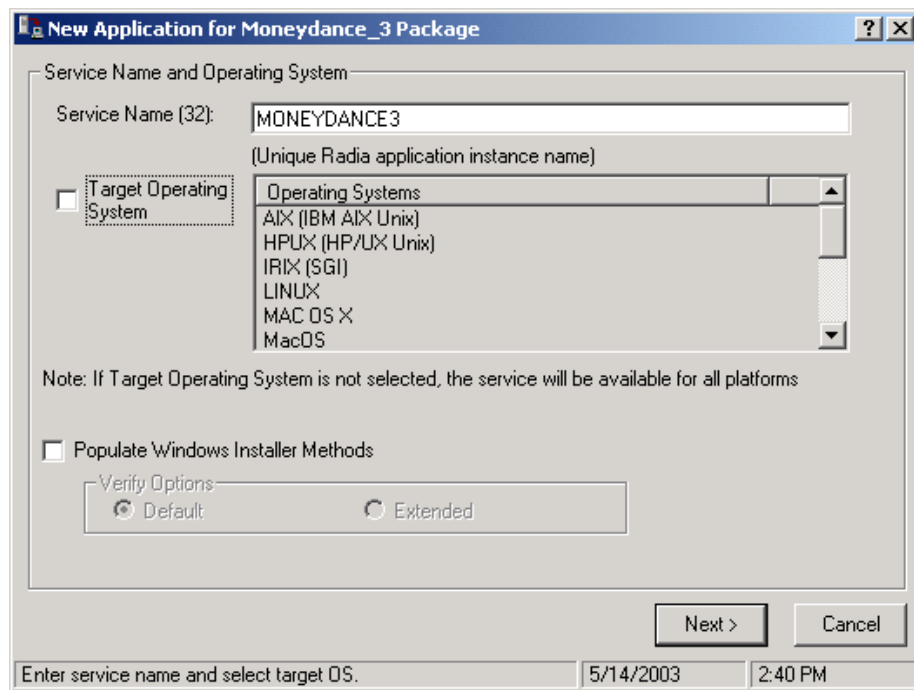 New Application for Moneydance_3 Package
Service Name and Operating System
Service Name (32):
MONEYDANCE3
(Unique Radia application instance name)
Target Operating
System
Operating Systems
AIX (IBM AIX Unix)
HPUX (HP/UX Unix)
IRIX (SGI)
LINUX
MAC OS X
MacOS
Note: If Target Operating System is not selected, the service will be available for all platforms
Populate Windows Installer Methods
Verify Options
Default
Extended
Next >
Cancel
Enter service name and select target OS.
5/14/2003
2:40 PM